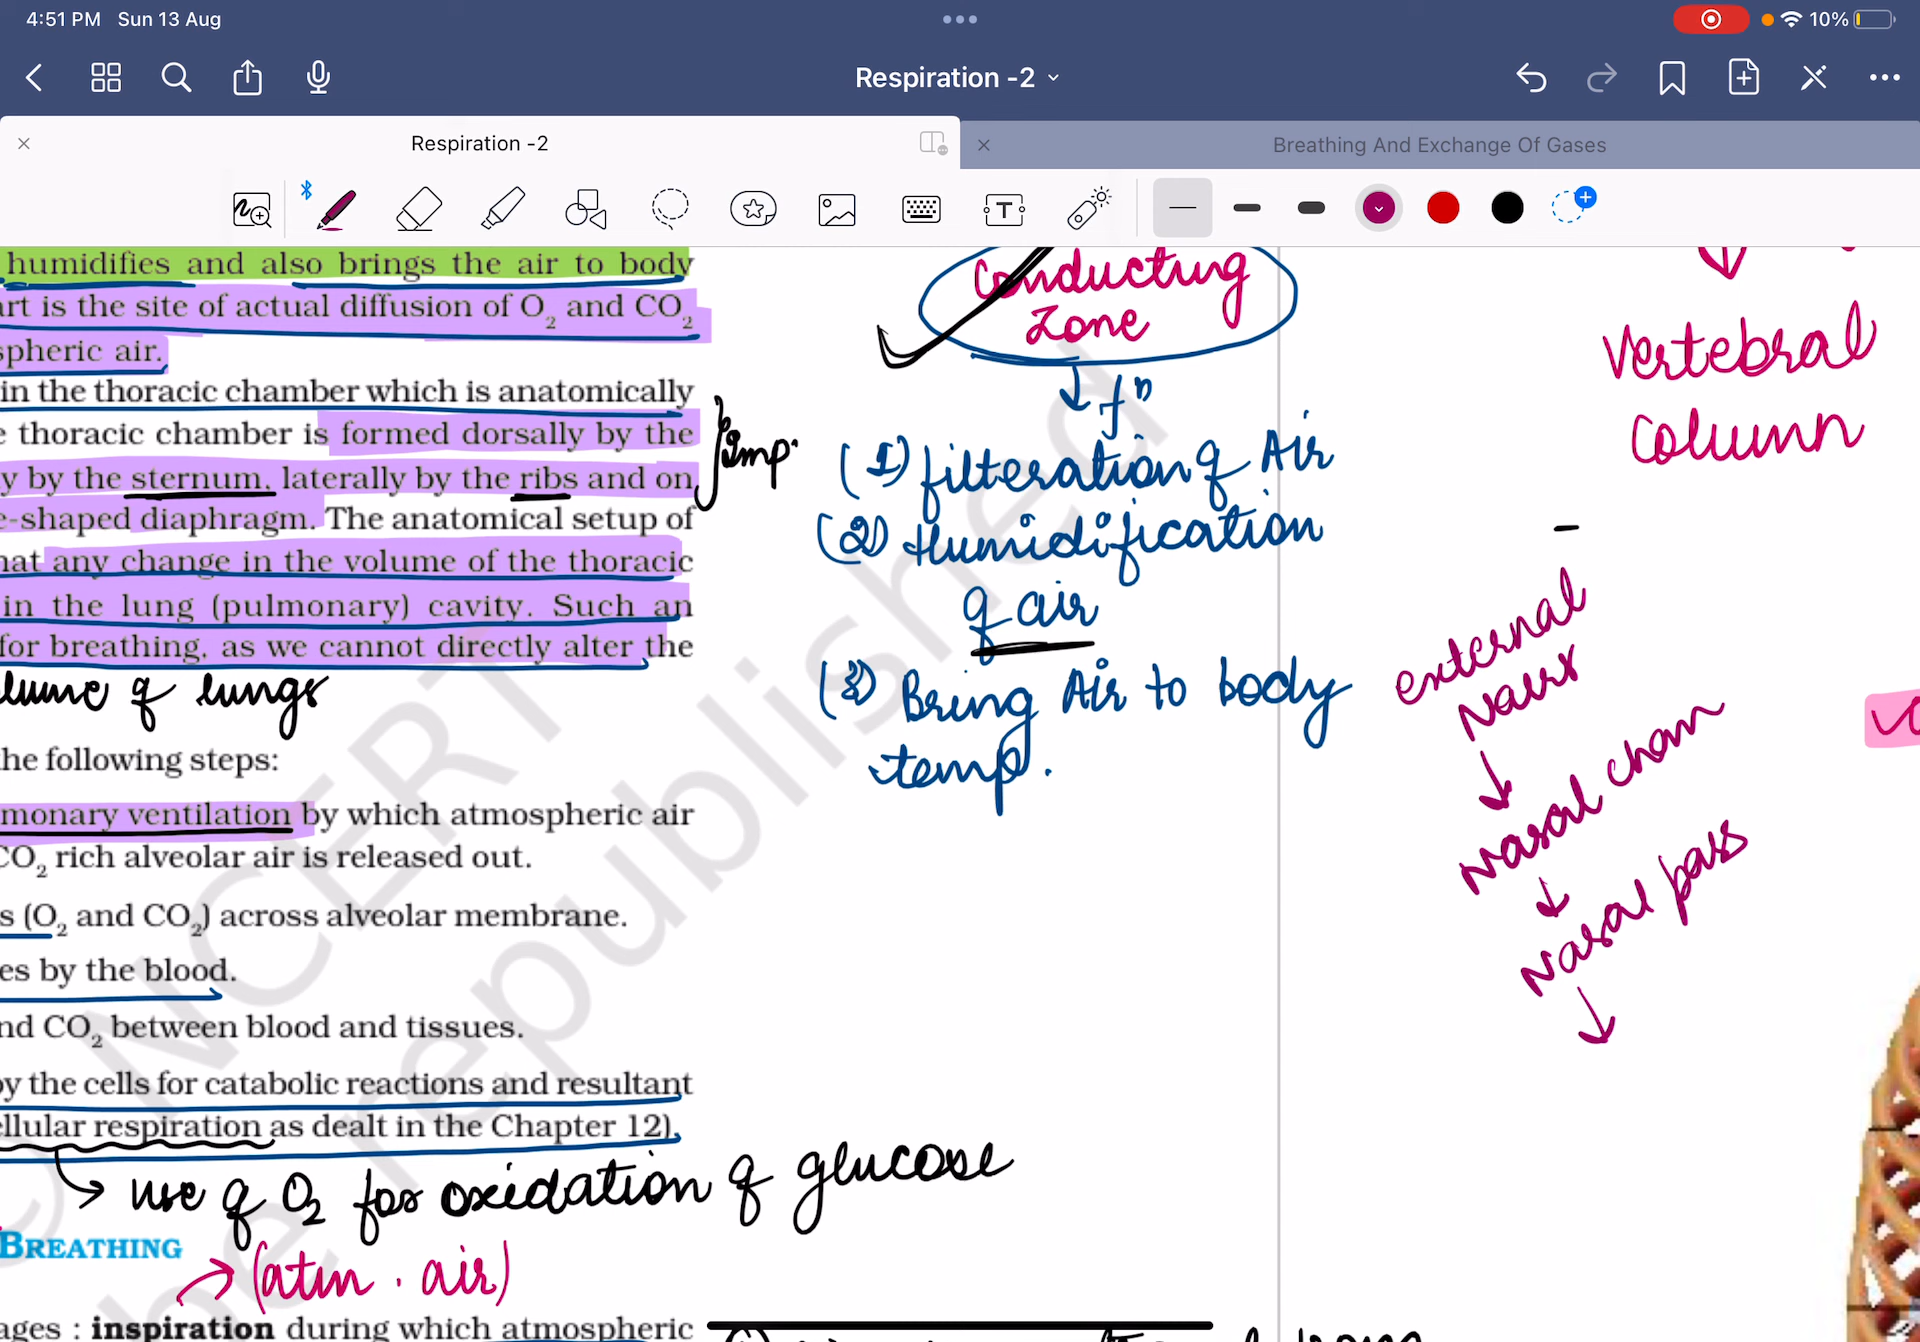 4:51 PM Sun 13 Aug
10%
Respiration -2
Respiration -2
Breathing And Exchange Of Gases
humidifies and also brings the air to body
art is the site of actual diffusion of O2 and CO2
spheric air.
in the thoracic chamber which is anatomically
e thoracic chamber is formed dorsally by the
y by the sternum, laterally by the ribs and on
e-shaped diaphragm. The anatomical setup of
hat any change in the volume of the thoracic
in the lung (pulmonary) cavity. Such an
for breathing, as we cannot directly alter the
lume of lungs
he following steps:
monary ventilation by which atmospheric air
CO2 rich alveolar air is released out.
s (O2 and CO2) across alveolar membrane.
es by the blood.
nd CO2 between blood and tissues.
by the cells for catabolic reactions and resultant
ellular respiration as dealt in the Chapter 12).
use of O2 for oxidation of glucose
BREATHING
(atm. air)
ages : inspiration during which atmospheric
Imp.
Conducting
Zone
fn
(1) filteration of Air
(2) Humidification
of air
(3) Bring Air to body
temp.
Vertebral
Column
external
Nairs
Nasal cham
Nasal pass
© NCERT
be republished